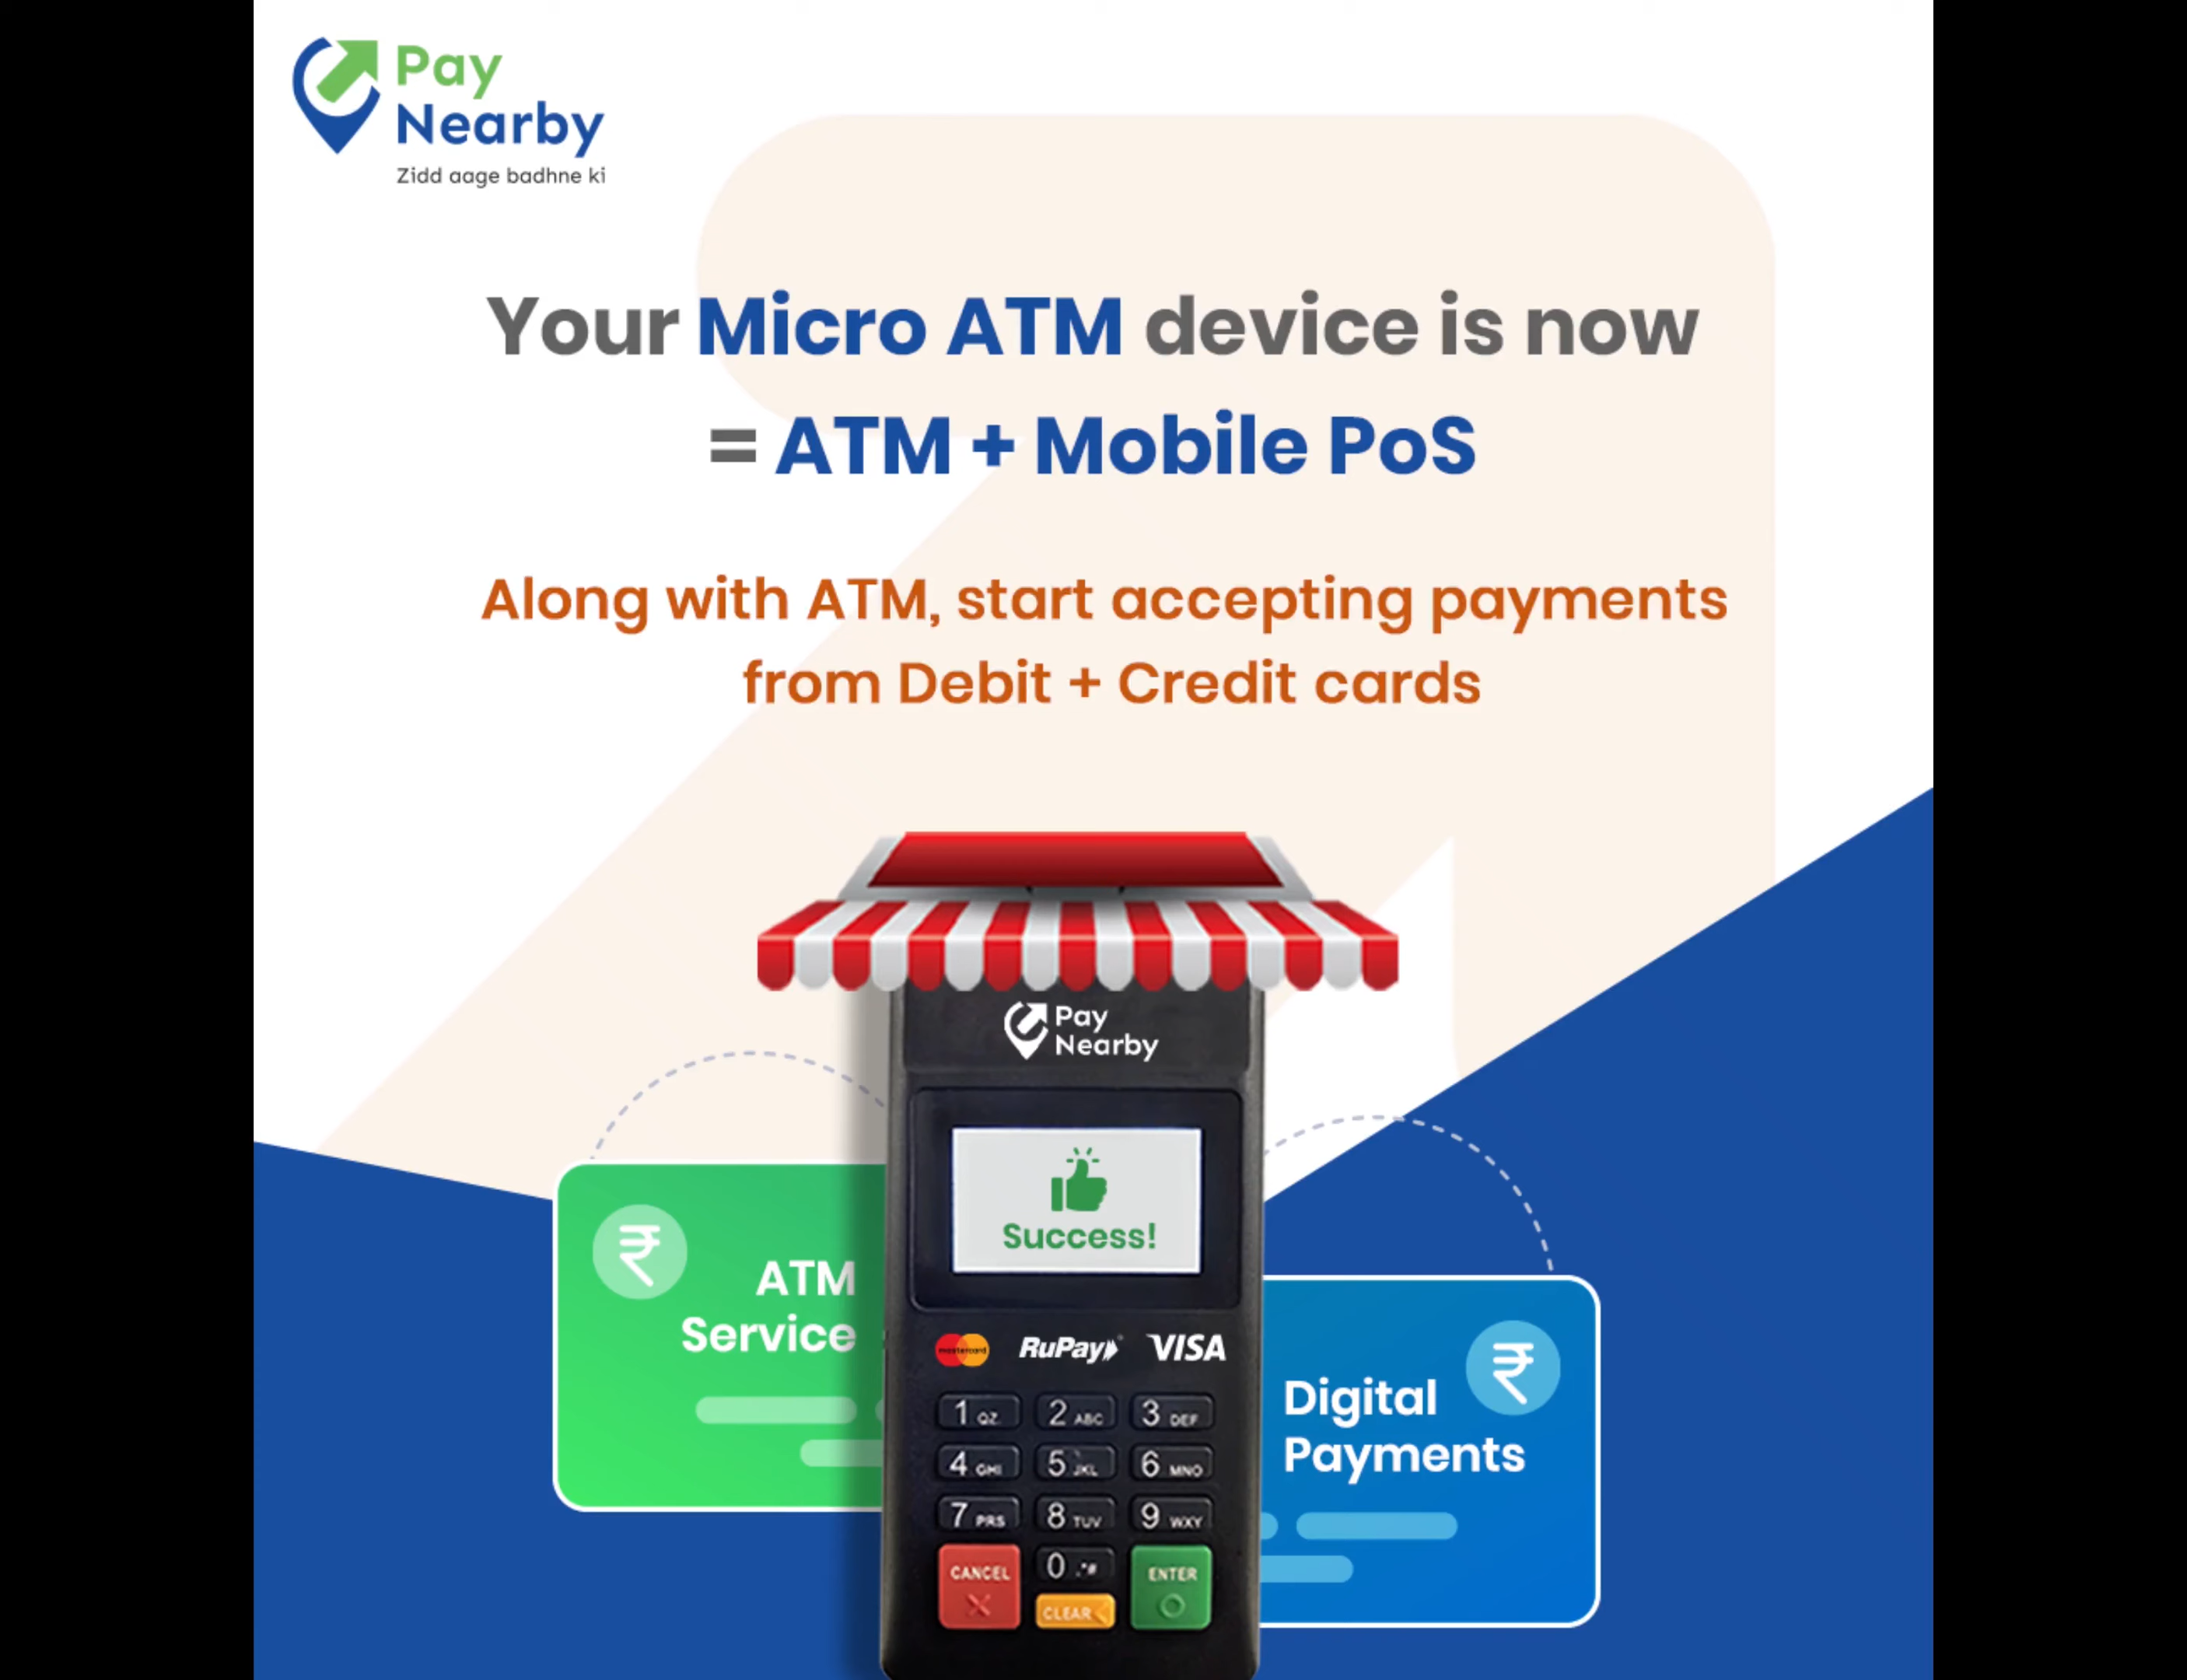 Pay
Nearby
Zidd aage badhne ki
Your Micro ATM device is now
= ATM + Mobile PoS
Along with ATM, start accepting payments
from Debit + Credit cards
Pay
Nearby
Success!
₹
ATM
Service
mastercard RuPay VISA
₹
Digital
Payments
1 QZ 2 ABC 3 DEF
4 GHI 5 JKL 6 MNO
7 PRS 8 TUV 9 WXY
CANCEL 0 .*# ENTER
CLEAR